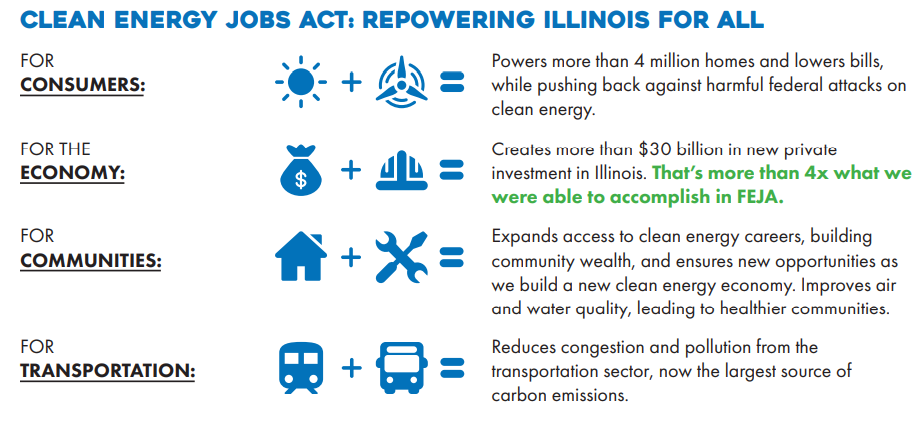 CLEAN ENERGY JOBS ACT: REPOWERING ILLINOIS FOR ALL
FOR
CONSUMERS:
Powers more than 4 million homes and lowers bills,
while pushing back against harmful federal attacks on
clean energy.
FOR THE
ECONOMY:
$
Creates more than $30 billion in new private
investment in Illinois. That's more than 4x what we
were able to accomplish in FEJA.
FOR
COMMUNITIES:
Expands access to clean energy careers, building
community wealth, and ensures new opportunities as
we build a new clean energy economy. Improves air
and water quality, leading to healthier communities.
FOR
TRANSPORTATION:
Reduces congestion and pollution from the
transportation sector, now the largest source of
carbon emissions.